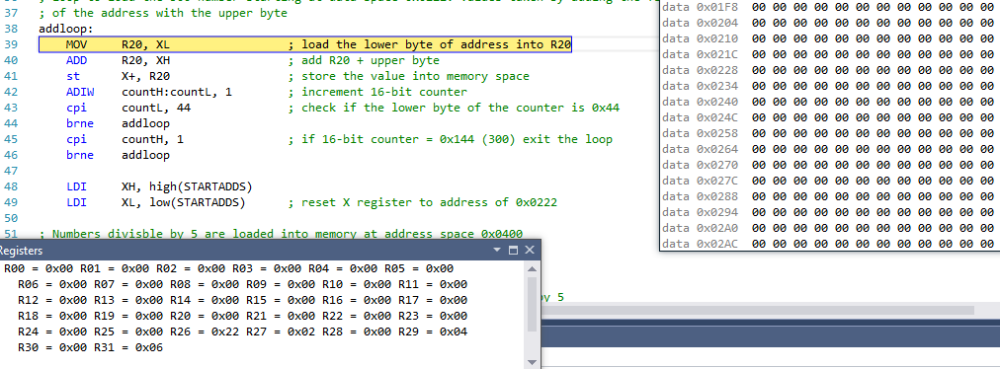 ; of the address with the upper byte
37
38 addloop:
39 MOV R20, XL ; load the lower byte of address into R20
40 ADD R20, XH ; add R20 + upper byte
41 st X+, R20 ; store the value into memory space
42 ADIW countH:countL, 1 ; increment 16-bit counter
43 cpi countL, 44 ; check if the lower byte of the counter is 0x44
44 brne addloop
45 cpi countH, 1 ; if 16-bit counter = 0x144 (300) exit the loop
46 brne addloop
47
48 LDI XH, high(STARTADDS)
49 LDI XL, low(STARTADDS) ; reset X register to address of 0x0222
50
51 ; Numbers divisble by 5 are loaded into memory at address space 0x0400
by 5
data 0x01F8 00 00 00 00 00 00 00 00 00 00 00 00
data 0x0204 00 00 00 00 00 00 00 00 00 00 00 00
data 0x0210 00 00 00 00 00 00 00 00 00 00 00 00
data 0x021C 00 00 00 00 00 00 00 00 00 00 00 00
data 0x0228 00 00 00 00 00 00 00 00 00 00 00 00
data 0x0234 00 00 00 00 00 00 00 00 00 00 00 00
data 0x0240 00 00 00 00 00 00 00 00 00 00 00 00
data 0x024C 00 00 00 00 00 00 00 00 00 00 00 00
data 0x0258 00 00 00 00 00 00 00 00 00 00 00 00
data 0x0264 00 00 00 00 00 00 00 00 00 00 00 00
data 0x0270 00 00 00 00 00 00 00 00 00 00 00 00
data 0x027C 00 00 00 00 00 00 00 00 00 00 00 00
data 0x0288 00 00 00 00 00 00 00 00 00 00 00 00
data 0x0294 00 00 00 00 00 00 00 00 00 00 00 00
data 0x02A0 00 00 00 00 00 00 00 00 00 00 00 00
data 0x02AC 00 00 00 00 00 00 00 00 00 00 00 00
Registers
R00 = 0x00 R01 = 0x00 R02 = 0x00 R03 = 0x00 R04 = 0x00 R05 = 0x00
R06 = 0x00 R07 = 0x00 R08 = 0x00 R09 = 0x00 R10 = 0x00 R11 = 0x00
R12 = 0x00 R13 = 0x00 R14 = 0x00 R15 = 0x00 R16 = 0x00 R17 = 0x00
R18 = 0x00 R19 = 0x00 R20 = 0x00 R21 = 0x00 R22 = 0x00 R23 = 0x00
R24 = 0x00 R25 = 0x00 R26 = 0x22 R27 = 0x02 R28 = 0x00 R29 = 0x04
R30 = 0x00 R31 = 0x06